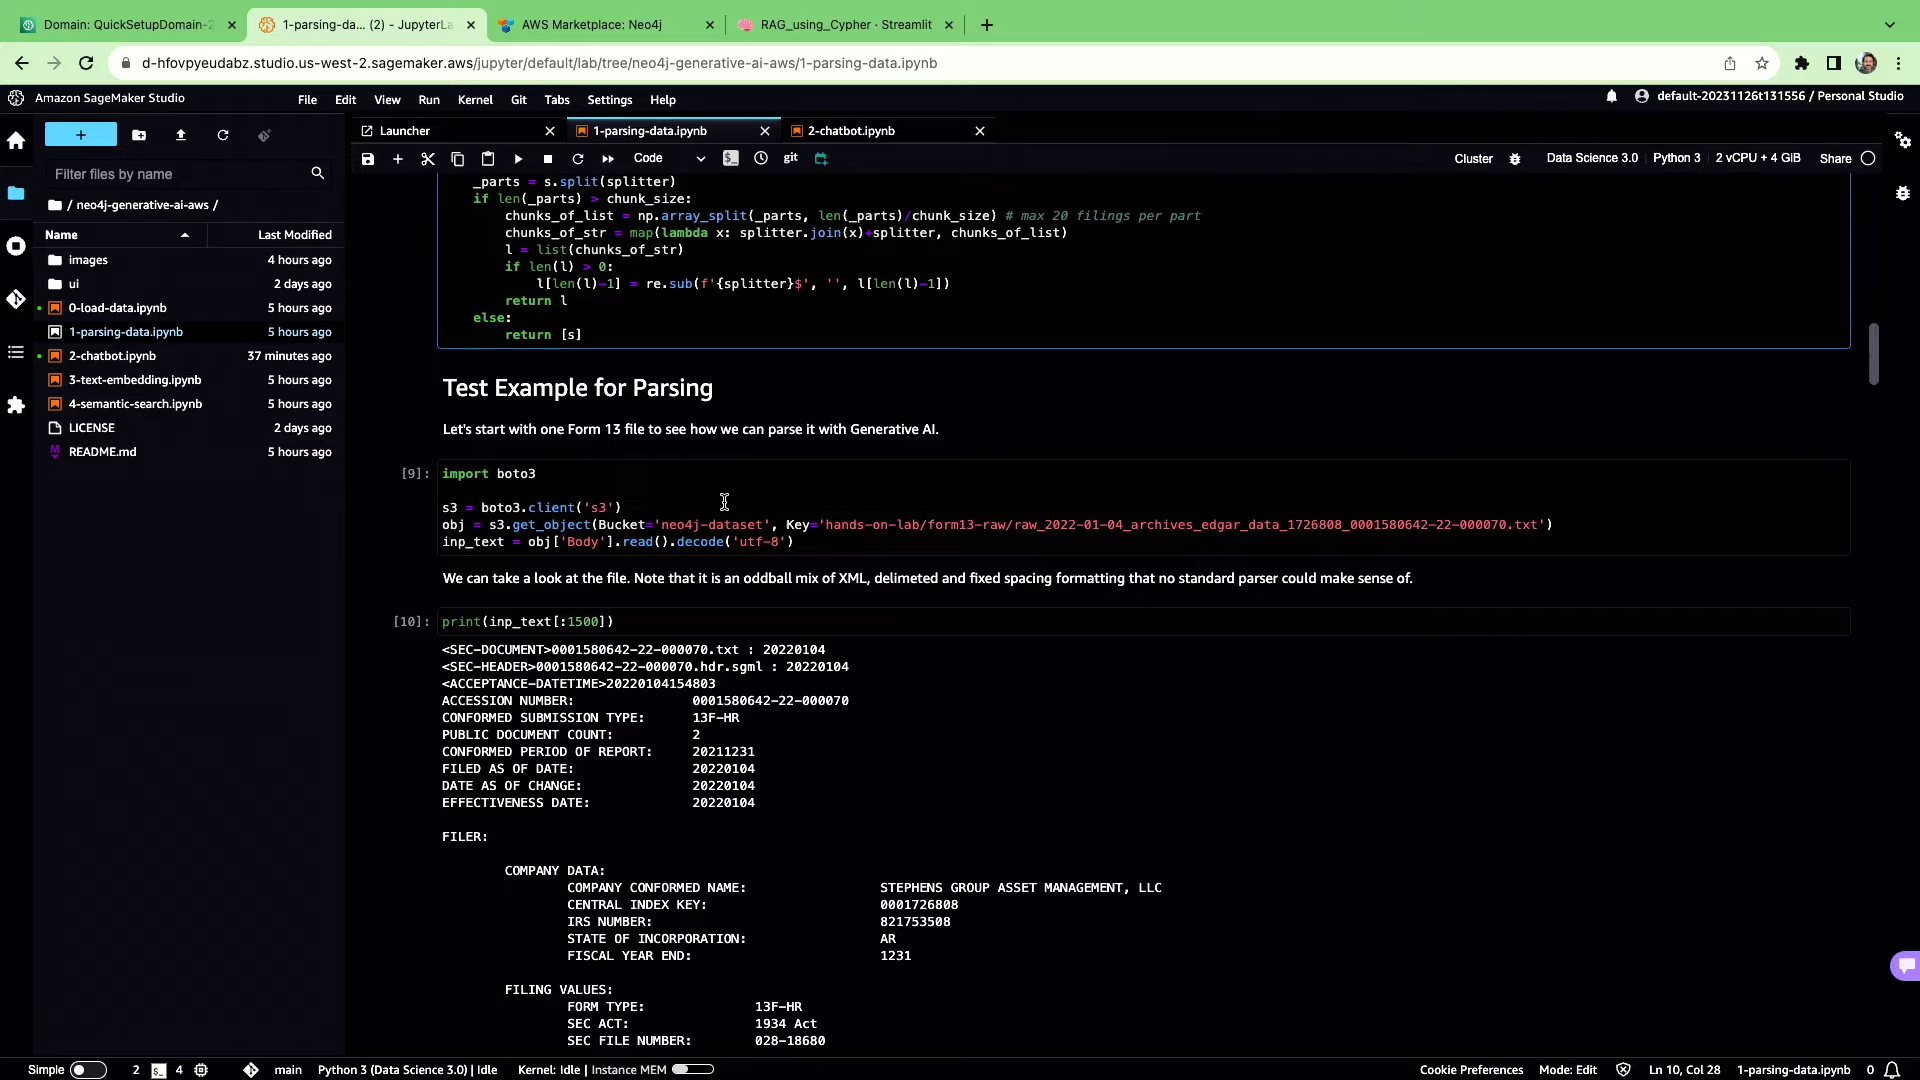 Domain: QuickSetupDomain-2
1-parsing-da... (2) - JupyterLa
AWS Marketplace: Neo4j
RAG_using_Cypher · Streamlit
d-hfovpyeudabz.studio.us-west-2.sagemaker.aws/jupyter/default/lab/tree/neo4j-generative-ai-aws/1-parsing-data.ipynb
Amazon SageMaker Studio
File Edit View Run Kernel Git Tabs Settings Help
default-20231126t131556 / Personal Studio
Launcher
1-parsing-data.ipynb
2-chatbot.ipynb
Code
git
Cluster
Data Science 3.0
Python 3
2 vCPU + 4 GiB
Share
Filter files by name
/ neo4j-generative-ai-aws /
Name Last Modified
images 4 hours ago
ui 2 days ago
0-load-data.ipynb 5 hours ago
1-parsing-data.ipynb 5 hours ago
2-chatbot.ipynb 37 minutes ago
3-text-embedding.ipynb 5 hours ago
4-semantic-search.ipynb 5 hours ago
LICENSE 2 days ago
README.md 5 hours ago
_parts = s.split(splitter)
if len(_parts) > chunk_size:
chunks_of_list = np.array_split(_parts, len(_parts)/chunk_size) # max 20 filings per part
chunks_of_str = map(lambda x: splitter.join(x)+splitter, chunks_of_list)
l = list(chunks_of_str)
if len(l) > 0:
l[len(l)-1] = re.sub(f'{splitter}$', '', l[len(l)-1])
return l
else:
return [s]
Test Example for Parsing
Let's start with one Form 13 file to see how we can parse it with Generative AI.
[9]: import boto3
s3 = boto3.client('s3')
obj = s3.get_object(Bucket='neo4j-dataset', Key='hands-on-lab/form13-raw/raw_2022-01-04_archives_edgar_data_1726808_0001580642-22-000070.txt')
inp_text = obj['Body'].read().decode('utf-8')
We can take a look at the file. Note that it is an oddball mix of XML, delimeted and fixed spacing formatting that no standard parser could make sense of.
[10]: print(inp_text[:1500])
<SEC-DOCUMENT>0001580642-22-000070.txt : 20220104
<SEC-HEADER>0001580642-22-000070.hdr.sgml : 20220104
<ACCEPTANCE-DATETIME>20220104154803
ACCESSION NUMBER: 0001580642-22-000070
CONFORMED SUBMISSION TYPE: 13F-HR
PUBLIC DOCUMENT COUNT: 2
CONFORMED PERIOD OF REPORT: 20211231
FILED AS OF DATE: 20220104
DATE AS OF CHANGE: 20220104
EFFECTIVENESS DATE: 20220104
FILER:
COMPANY DATA:
COMPANY CONFORMED NAME: STEPHENS GROUP ASSET MANAGEMENT, LLC
CENTRAL INDEX KEY: 0001726808
IRS NUMBER: 821753508
STATE OF INCORPORATION: AR
FISCAL YEAR END: 1231
FILING VALUES:
FORM TYPE: 13F-HR
SEC ACT: 1934 Act
SEC FILE NUMBER: 028-18680
Simple 2 4 main Python 3 (Data Science 3.0) | Idle Kernel: Idle | Instance MEM
Cookie Preferences Mode: Edit Ln 10, Col 28 1-parsing-data.ipynb 0